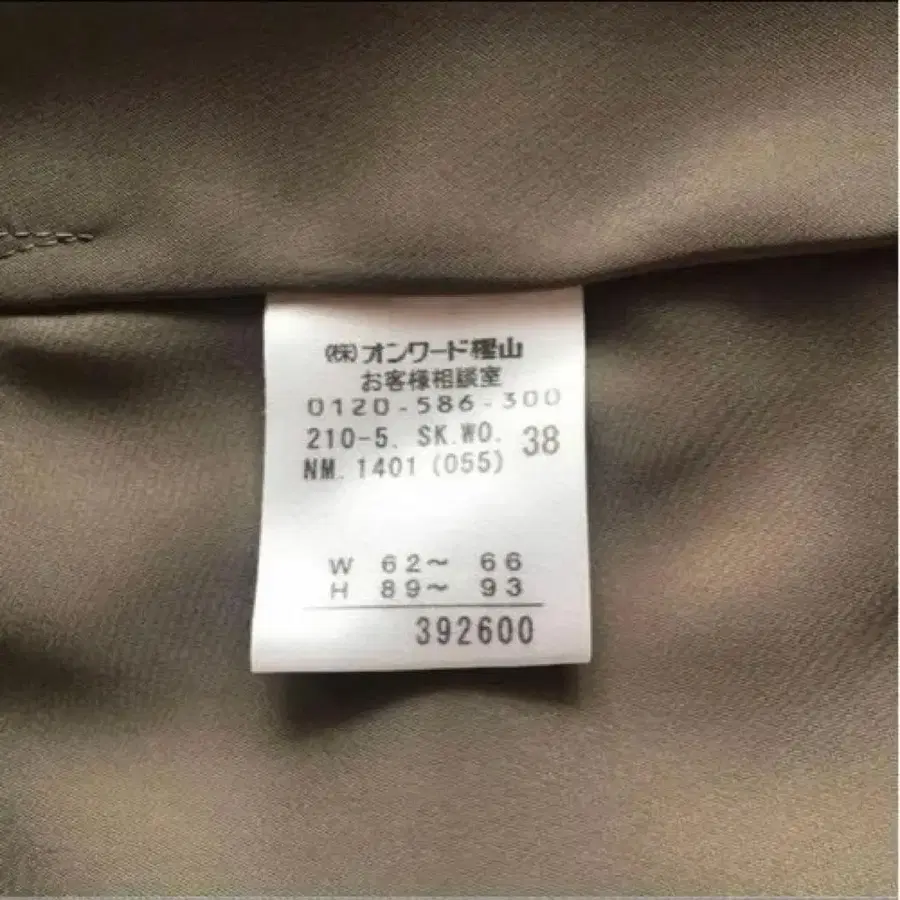 (株)オンワード樫山
お客様相談室
0120-586-300
210-5. SK.WO. 38
NM. 1401 (055)
W 62～ 66
H 89～ 93
392600